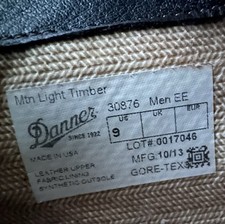 Mtn Light Timber
30876 Men EE
Danner
SINCE 1932
US UK EUR
9
LOT# 0017046
MFG. 10/13
MADE IN USA
GORE-TEX
LEATHER UPPER
FABRIC LINING
SYNTHETIC OUTSOLE